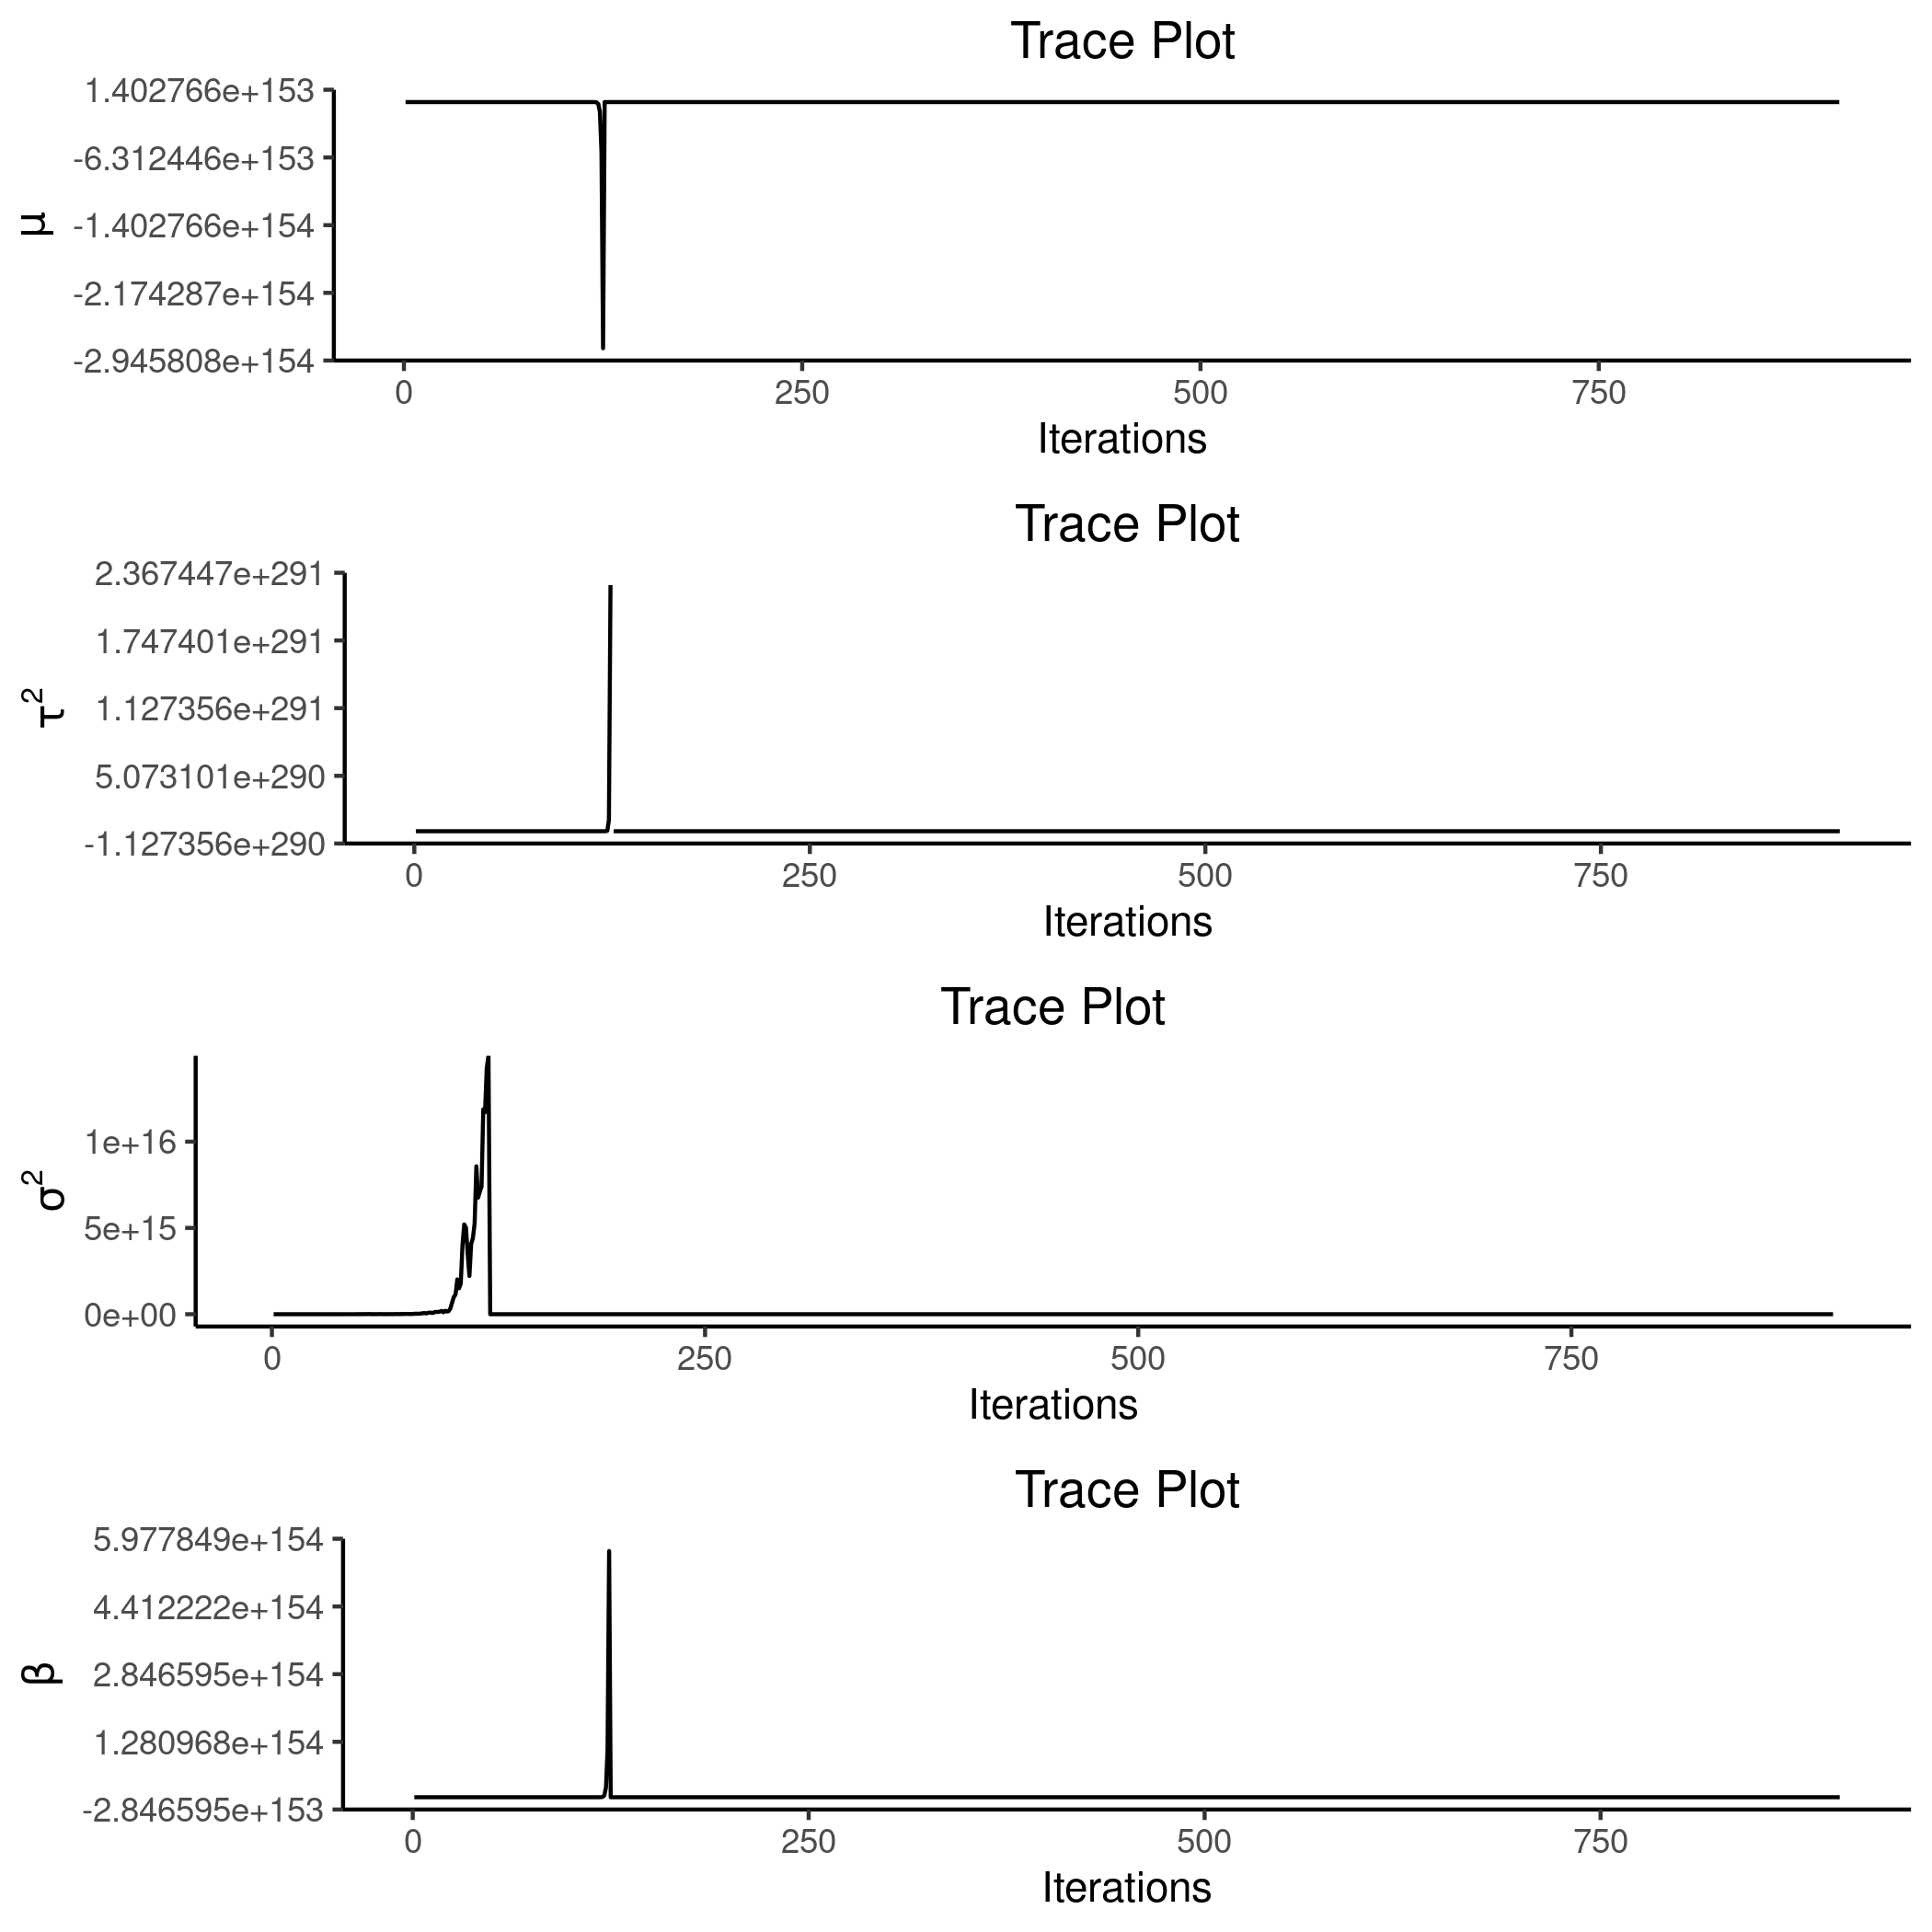 Trace Plot
1.402766e+153
-6.312446e+153
-1.402766e+154
-2.174287e+154
-2.945808e+154
μ
0 250 500 750
Iterations
Trace Plot
2.367447e+291
1.747401e+291
1.127356e+291
5.073101e+290
-1.127356e+290
τ²
0 250 500 750
Iterations
Trace Plot
1e+16
5e+15
0e+00
σ²
0 250 500 750
Iterations
Trace Plot
5.977849e+154
4.412222e+154
2.846595e+154
1.280968e+154
-2.846595e+153
β
0 250 500 750
Iterations